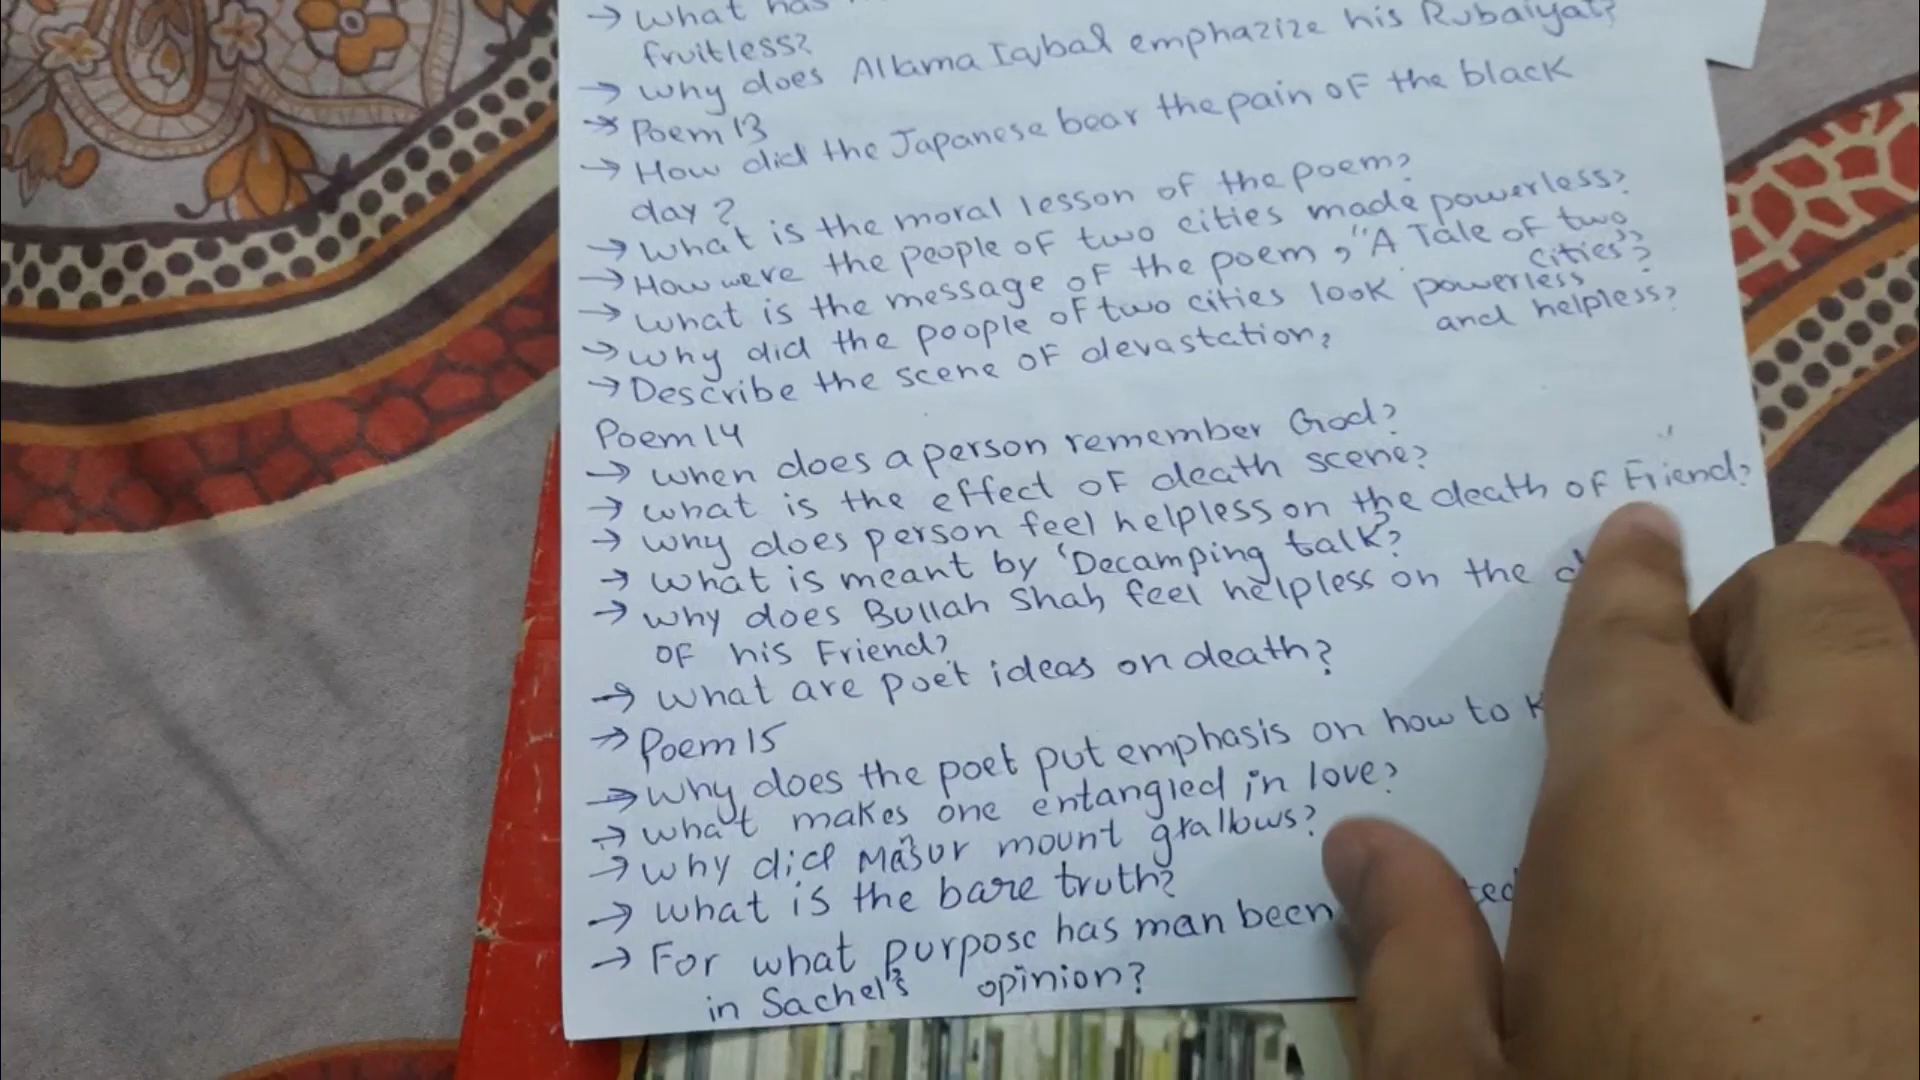 → What has
fruitless?
→ Why does Allama Iqbal emphazize his Rubaiyat?
→ Poem 13
→ How did the Japanese bear the pain of the black
day?
→ What is the moral lesson of the poem?
→ How were the people of two cities made powerless?
→ What is the message of the poem, "A Tale of two
cities"?
→ Why did the poople of two cities look powerless
and helpless?
→ Describe the scene of devastation?
Poem 14
→ When does a person remember God?
→ What is the effect of death scene?
→ Why does person feel helpless on the death of Friend?
→ What is meant by 'Decamping talk?'
→ Why does Bullah Shah feel helpless on the
of his Friend?
→ What are poet ideas on death?
→ Poem 15
→ Why does the poet put emphasis on how to
→ What makes one entangled in love?
→ Why did Masur mount grallows?
→ What is the bare truth?
→ For what purpose has man been
in Sachel's opinion?